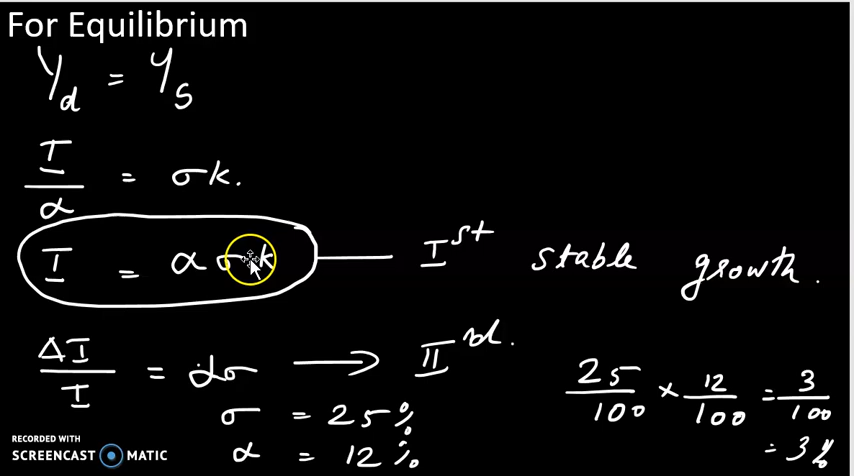 For Equilibrium
Yd = Ys
I/α = σk.
I = ασk — Ist stable growth.
ΔI/I = ασ → IInd.
σ = 25%
α = 12%
25/100 × 12/100 = 3/100
= 3%
RECORDED WITH
SCREENCAST MATIC